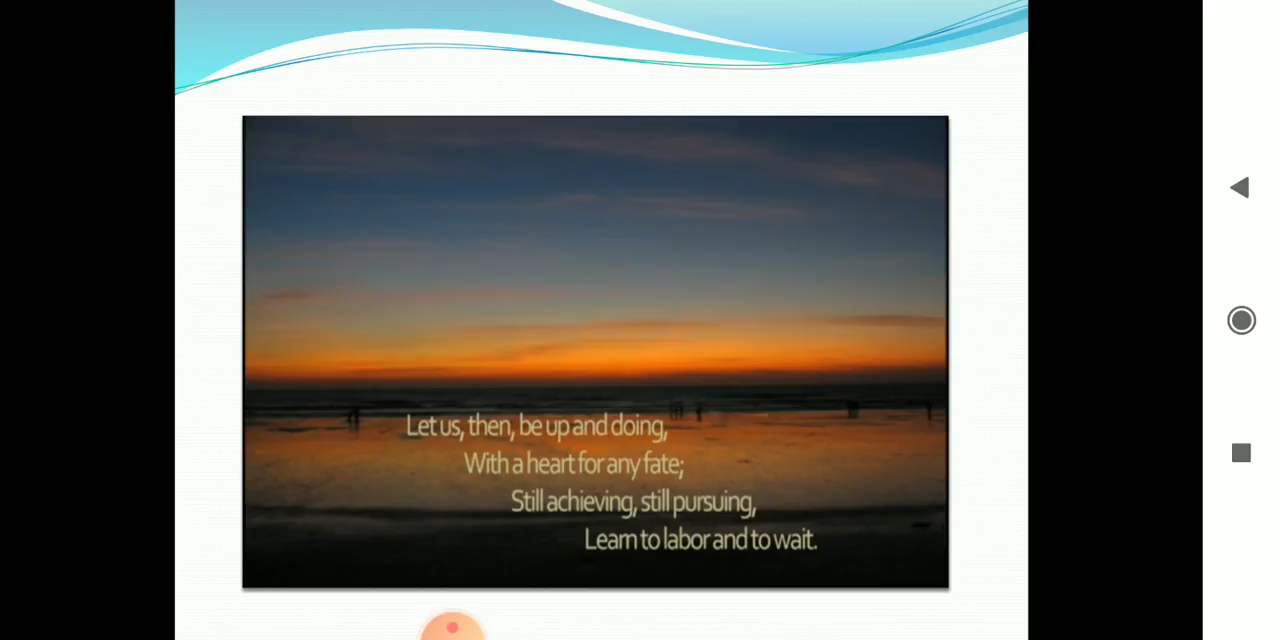 Let us, then, be up and doing,
With a heart for any fate;
Still achieving, still pursuing,
Learn to labor and to wait.